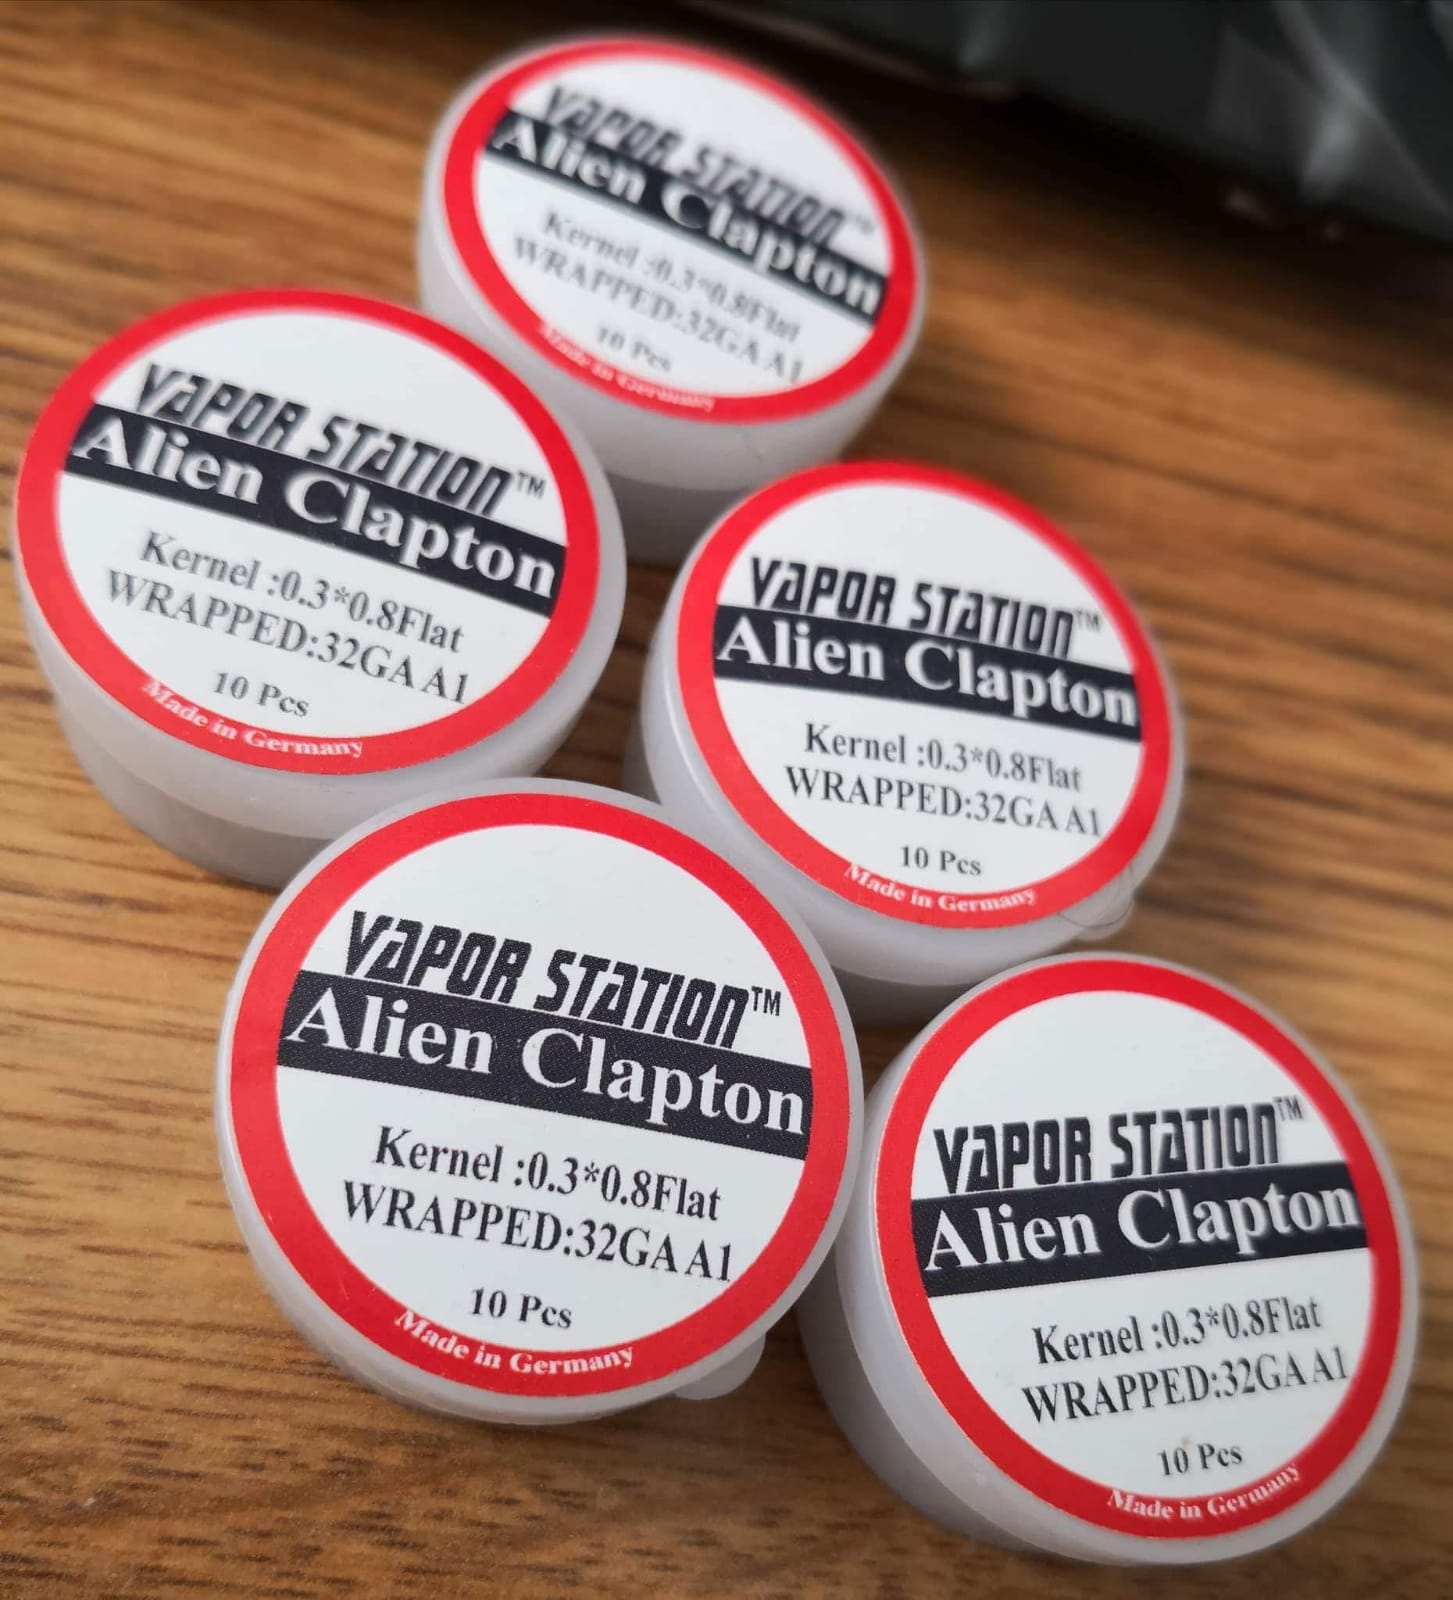 VAPOR STATION™
Alien Clapton
Kernel :0.3*0.8Flat
WRAPPED:32GA A1
10 Pcs
Made in Germany
VAPOR STATION™
Alien Clapton
Kernel :0.3*0.8Flat
WRAPPED:32GA A1
10 Pcs
Made in Germany
VAPOR STATION™
Alien Clapton
Kernel :0.3*0.8Flat
WRAPPED:32GA A1
10 Pcs
Made in Germany
VAPOR STATION™
Alien Clapton
Kernel :0.3*0.8Flat
WRAPPED:32GA A1
10 Pcs
Made in Germany
VAPOR STATION™
Alien Clapton
Kernel :0.3*0.8Flat
WRAPPED:32GA A1
10 Pcs
Made in Germany